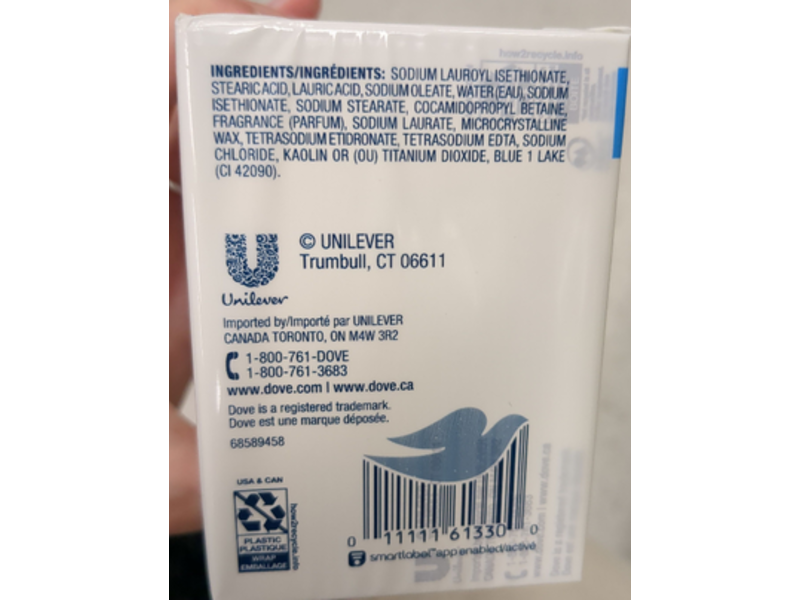 INGREDIENTS/INGRÉDIENTS: SODIUM LAUROYL ISETHIONATE,
STEARIC ACID, LAURIC ACID, SODIUM OLEATE, WATER (EAU), SODIUM
ISETHIONATE, SODIUM STEARATE, COCAMIDOPROPYL BETAINE,
FRAGRANCE (PARFUM), SODIUM LAURATE, MICROCRYSTALLINE
WAX, TETRASODIUM ETIDRONATE, TETRASODIUM EDTA, SODIUM
CHLORIDE, KAOLIN OR (OU) TITANIUM DIOXIDE, BLUE 1 LAKE
(CI 42090).
© UNILEVER
Trumbull, CT 06611
Unilever
Imported by/Importé par UNILEVER
CANADA TORONTO, ON M4W 3R2
1-800-761-DOVE
1-800-761-3683
www.dove.com | www.dove.ca
Dove is a registered trademark.
Dove est une marque déposée.
68589458
USA & CAN
how2recycle.info
PLASTIC
PLASTIQUE
WRAP
EMBALLAGE
0 11111 61330 0
smartlabel™ app enabled/activé
how2recycle.info